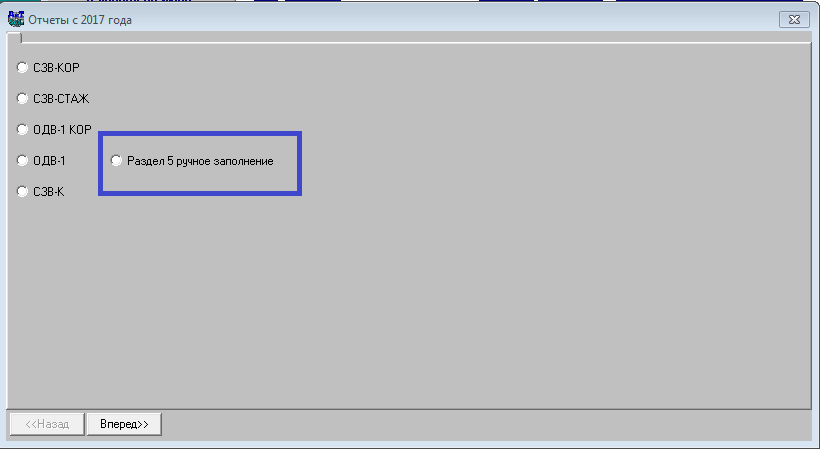 Отчеты с 2017 года
СЗВ-КОР
СЗВ-СТАЖ
ОДВ-1 КОР
ОДВ-1
Раздел 5 ручное заполнение
СЗВ-К
<<Назад
Вперед>>